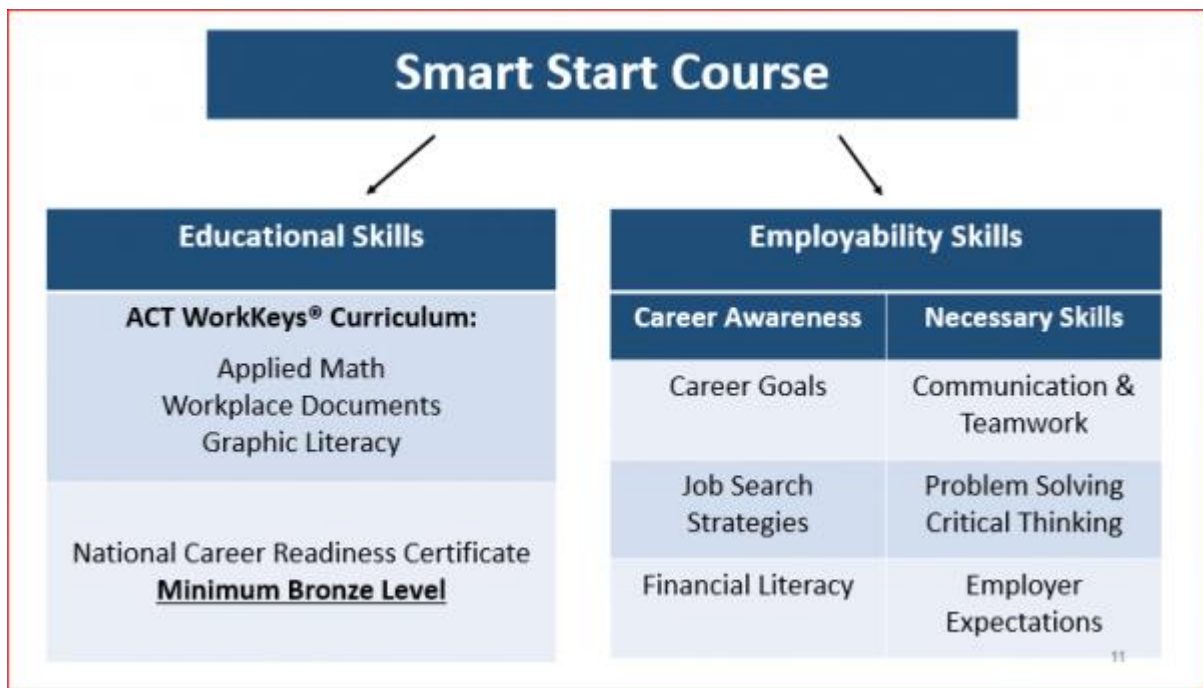 Smart Start Course
Educational Skills
ACT WorkKeys® Curriculum:
Applied Math
Workplace Documents
Graphic Literacy
National Career Readiness Certificate
Minimum Bronze Level
Employability Skills
Career Awareness
Necessary Skills
Career Goals
Communication &
Teamwork
Job Search
Strategies
Problem Solving
Critical Thinking
Financial Literacy
Employer
Expectations
11